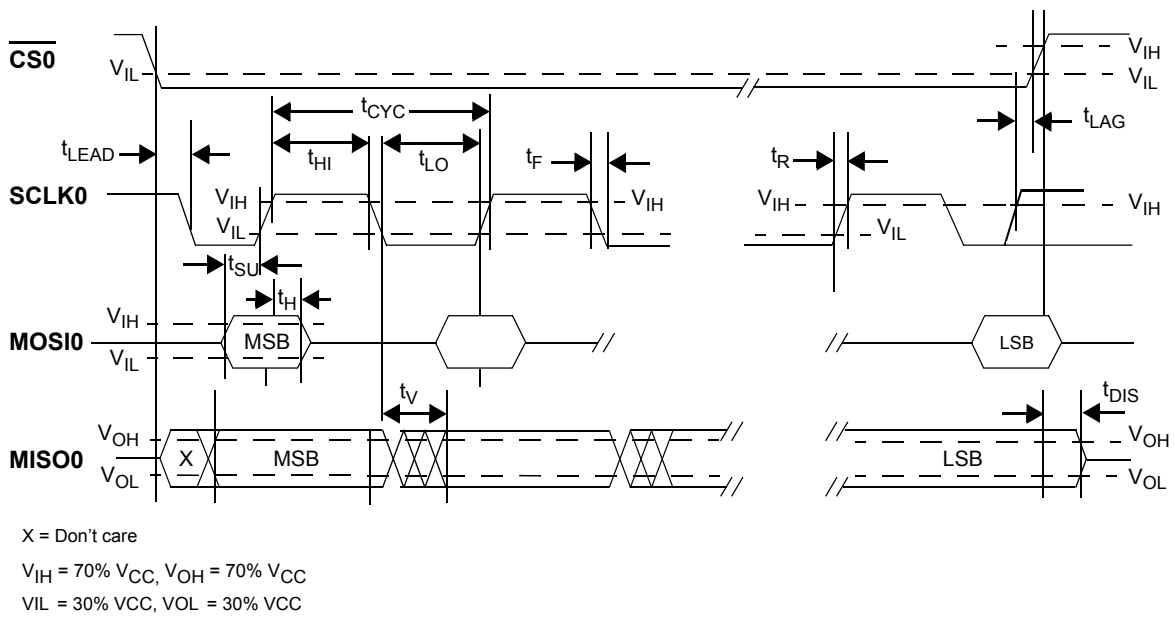 CS0
VIL
VIH
VIL
tCYC
tLEAD
tHI
tLO
tF
tR
tLAG
SCLK0
VIH
VIL
VIH
VIH
VIL
VIH
tSU
tH
VIH
MOSI0
MSB
VIL
LSB
tV
tDIS
VOH
MISO0
X
MSB
VOL
LSB
VOH
VOL
X = Don't care
VIH = 70% VCC, VOH = 70% VCC
VIL = 30% VCC, VOL = 30% VCC